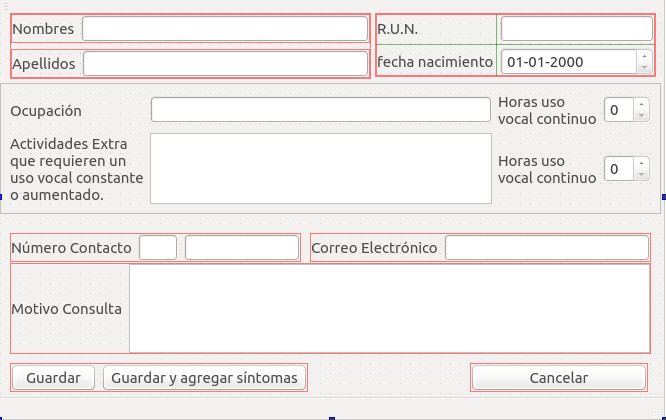 Nombres
R.U.N.
Apellidos
fecha nacimiento 01-01-2000
Ocupación
Horas uso
vocal continuo 0
Actividades Extra
que requieren un
uso vocal constante
o aumentado.
Horas uso
vocal continuo 0
Número Contacto
Correo Electrónico
Motivo Consulta
Guardar
Guardar y agregar síntomas
Cancelar